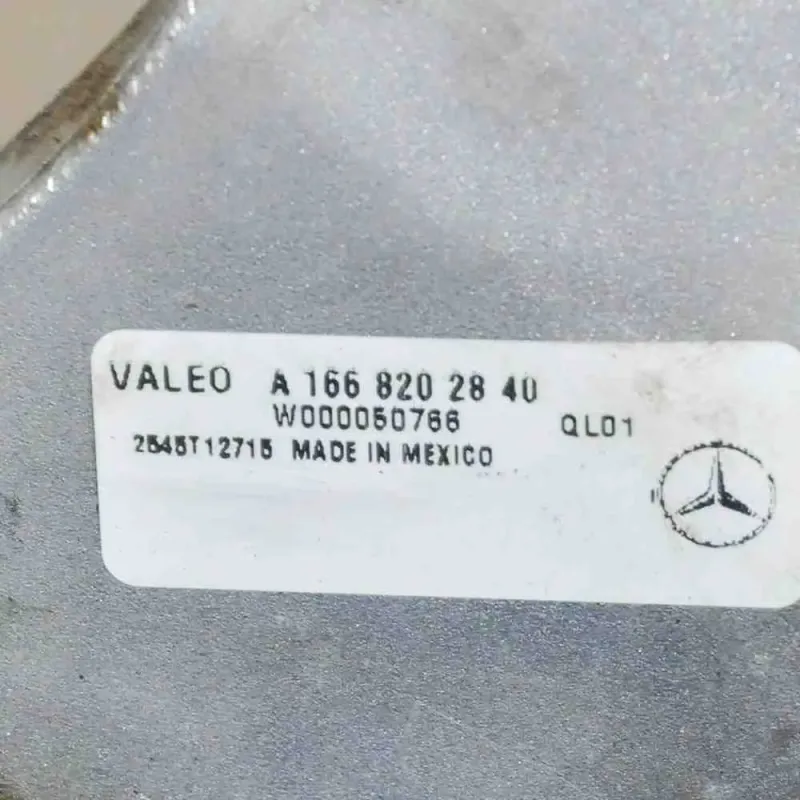 VALEO A 166 820 28 40
W000050766 QL01
2545T12715 MADE IN MEXICO